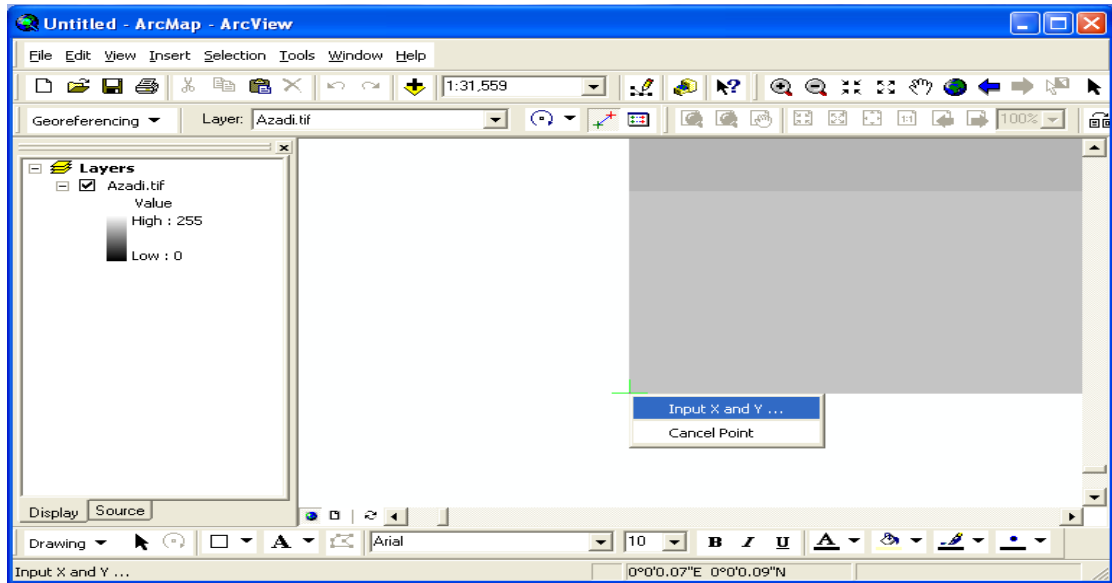 Untitled - ArcMap - ArcView
File Edit View Insert Selection Tools Window Help
1:31,559
Georeferencing Layer: Azadi.tif 100%
Layers
Azadi.tif
Value
High : 255
Low : 0
Input X and Y ...
Cancel Point
Display Source
Drawing A Arial 10 B I U A
Input X and Y ... 0°0'0.07"E 0°0'0.09"N